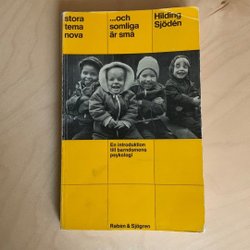 stora
tema
nova
...och
somliga
är små
Hilding
Sjödén
En introduktion
till barndomens
psykologi
Rabén & Sjögren